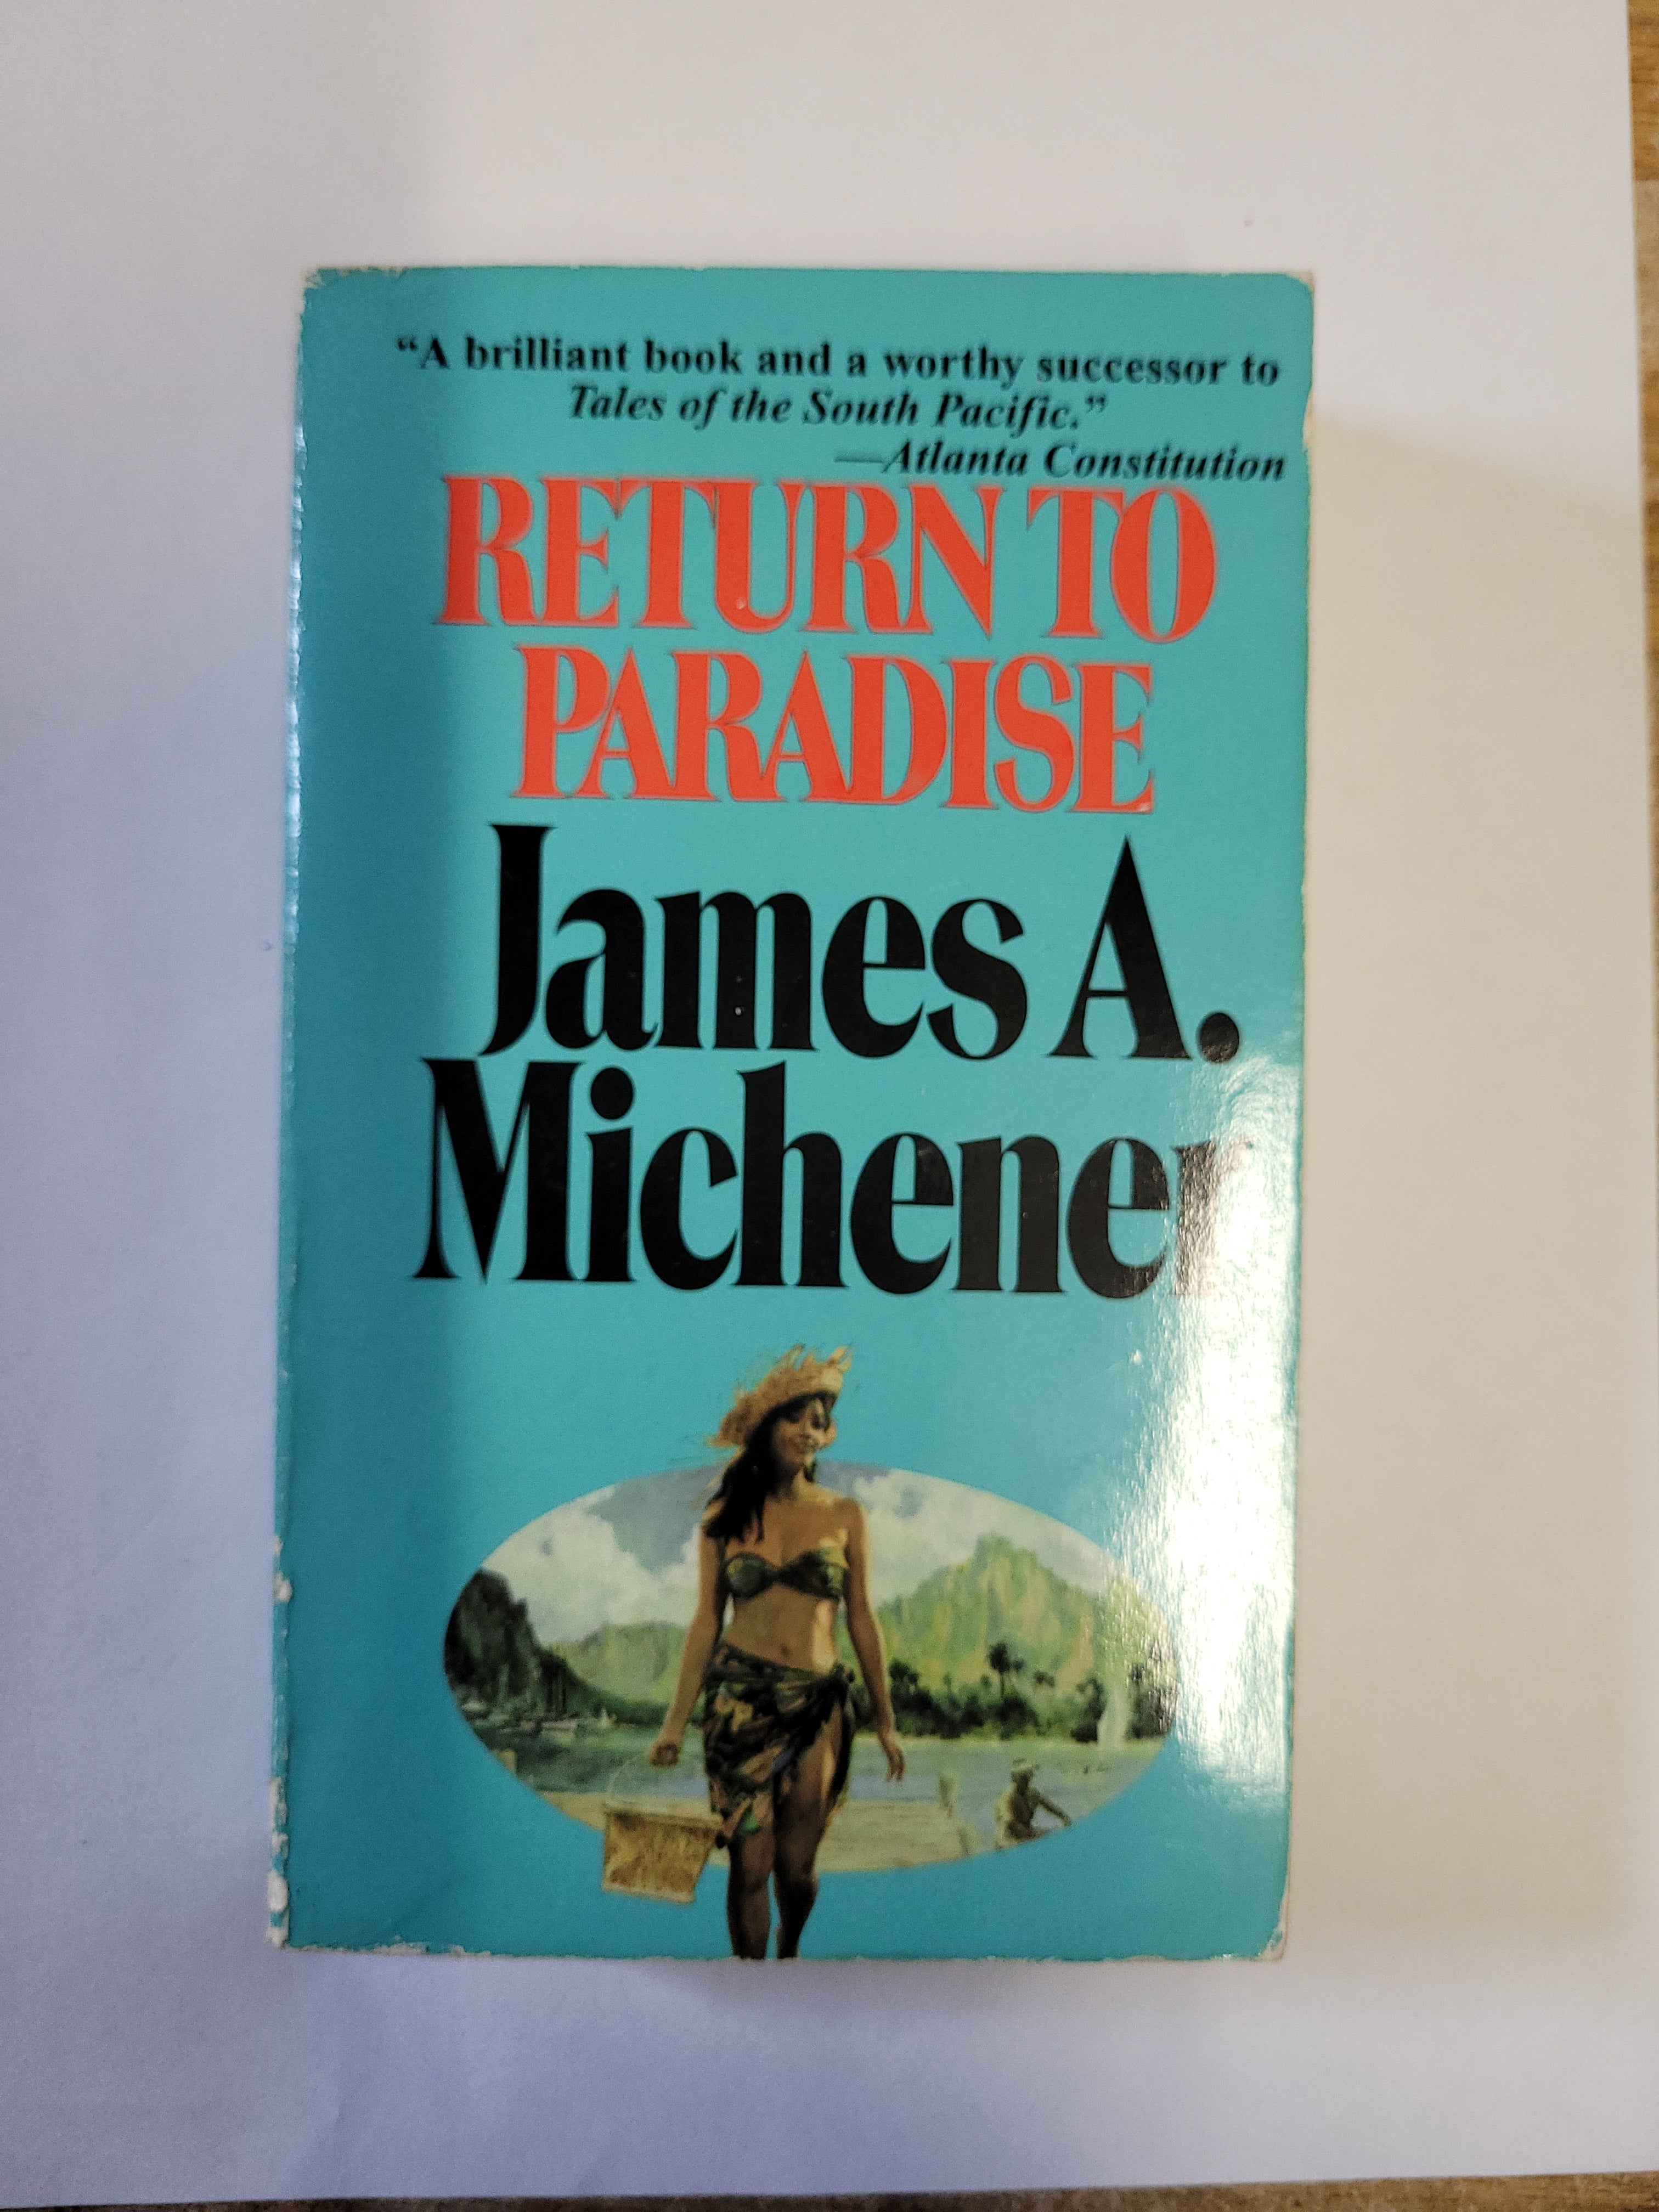 “A brilliant book and a worthy successor to
Tales of the South Pacific.”
—Atlanta Constitution
RETURN TO
PARADISE
James A.
Michener